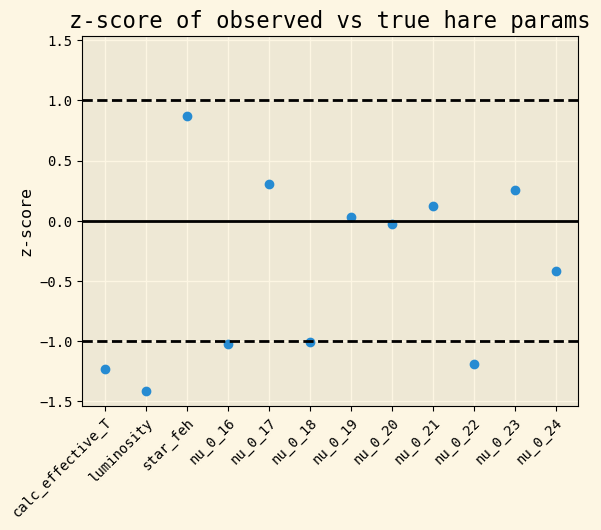 z-score of observed vs true hare params
1.5
1.0
0.5
0.0
−0.5
−1.0
−1.5
z-score
calc_effective_T
luminosity
star_feh
nu_0_16
nu_0_17
nu_0_18
nu_0_19
nu_0_20
nu_0_21
nu_0_22
nu_0_23
nu_0_24